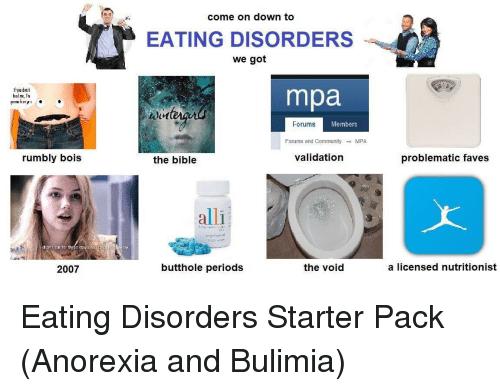 come on down to
EATING DISORDERS
we got
wintergirls
mpa
Forums Members
Forums and Community MPA
rumbly bois
the bible
validation
problematic faves
alli
2007
butthole periods
the void
a licensed nutritionist
Eating Disorders Starter Pack
(Anorexia and Bulimia)